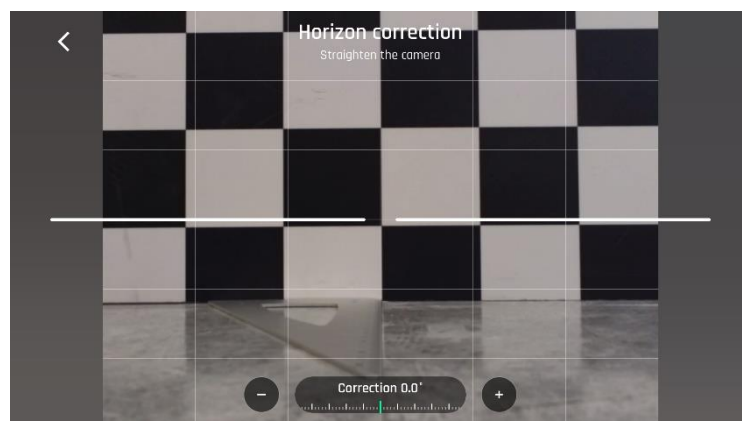 Horizon correction
Straighten the camera
Correction 0.0°